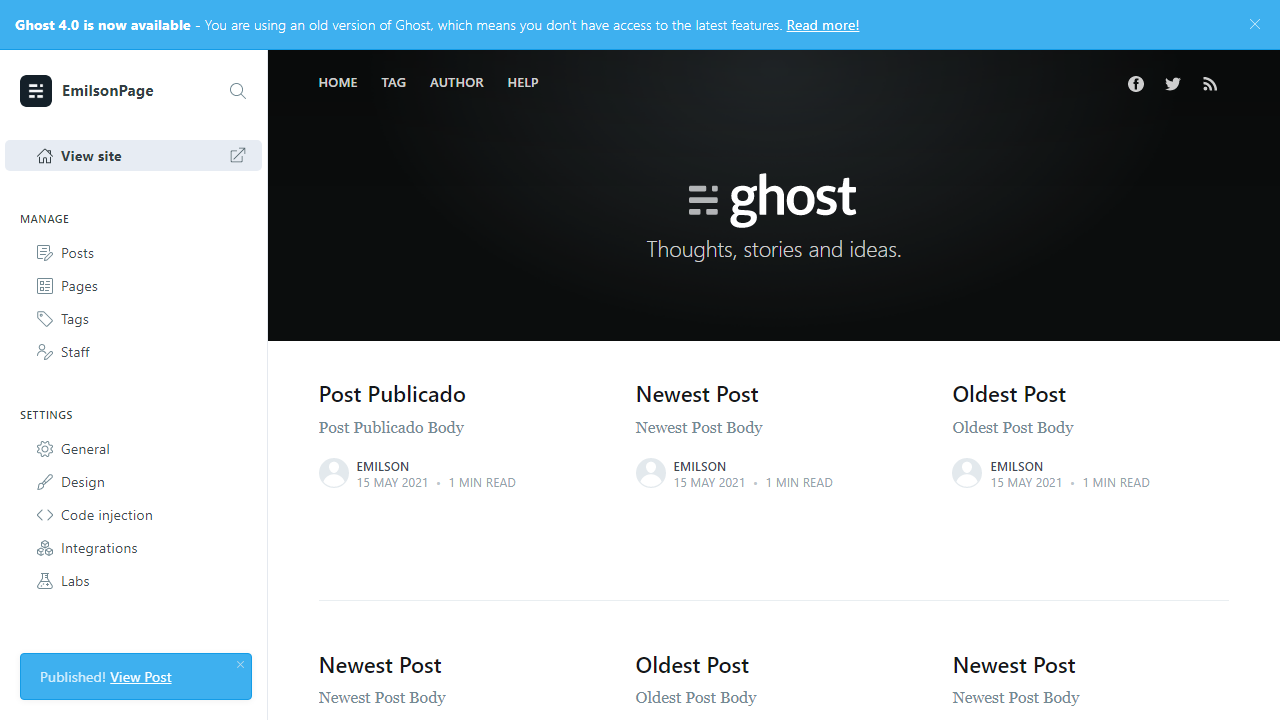 Ghost 4.0 is now available - You are using an old version of Ghost, which means you don't have access to the latest features. Read more!
EmilsonPage
View site
MANAGE
Posts
Pages
Tags
Staff
SETTINGS
General
Design
Code injection
Integrations
Labs
Published! View Post
HOME TAG AUTHOR HELP
ghost
Thoughts, stories and ideas.
Post Publicado
Post Publicado Body
EMILSON
15 MAY 2021 • 1 MIN READ
Newest Post
Newest Post Body
EMILSON
15 MAY 2021 • 1 MIN READ
Oldest Post
Oldest Post Body
EMILSON
15 MAY 2021 • 1 MIN READ
Newest Post
Newest Post Body
Oldest Post
Oldest Post Body
Newest Post
Newest Post Body